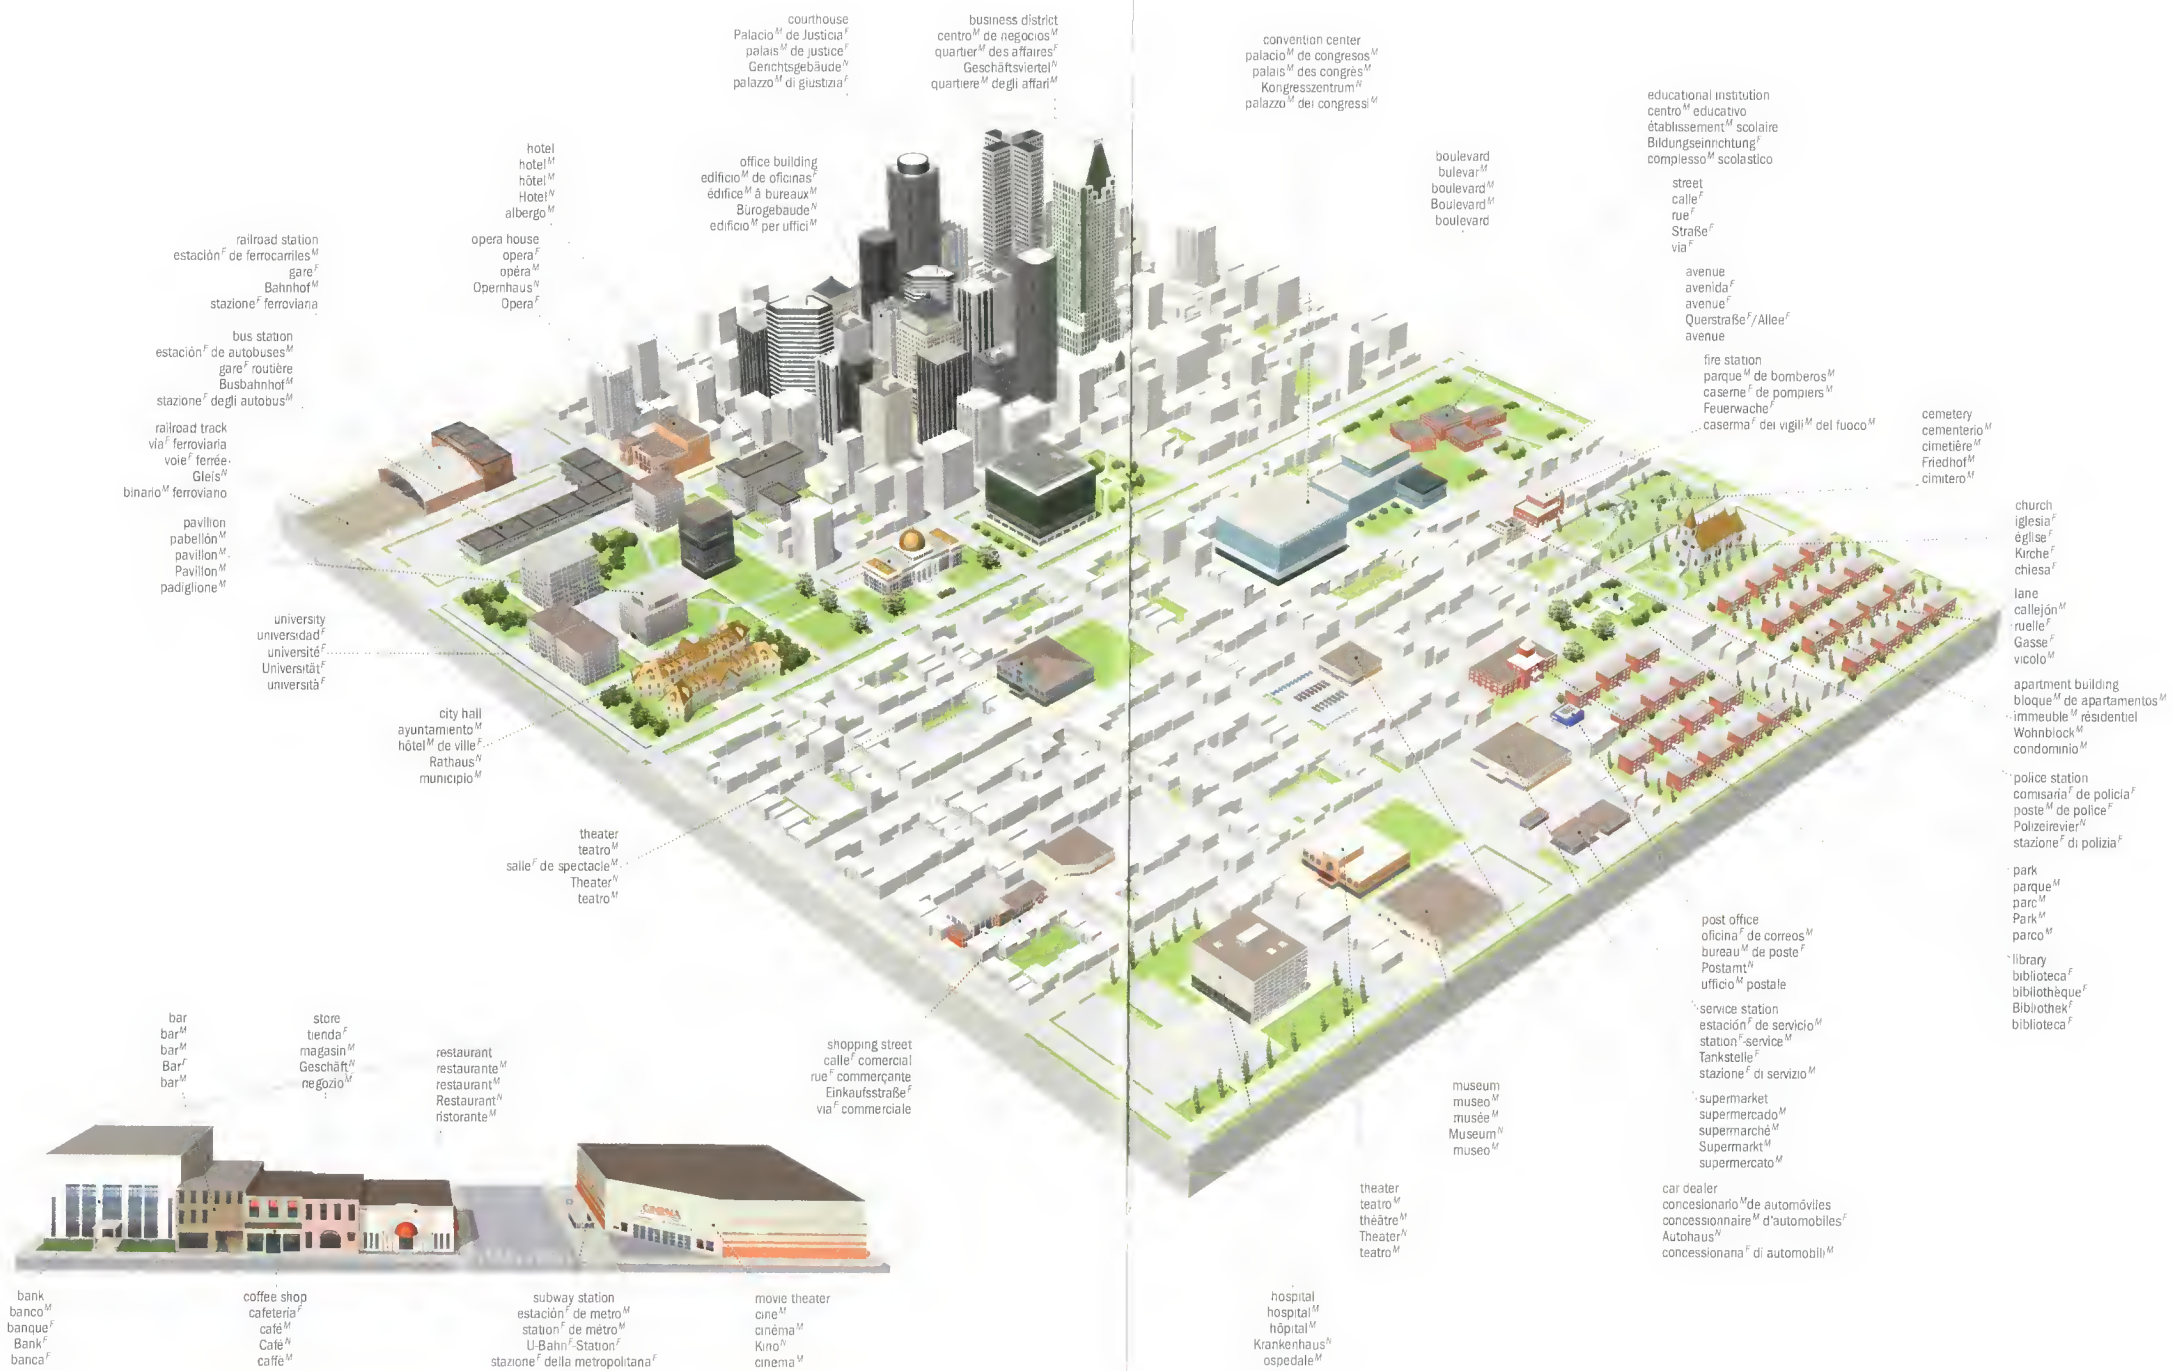 courthouse
Palacio^M de Justicia^F
palais^M de justice^F
Gerichtsgebäude^N
palazzo^M di giustizia^F
business district
centro^M de negocios^M
quartier^M des affaires^F
Geschäftsviertel^N
quartiere^M degli affari^M
convention center
palacio^M de congresos^M
palais^M des congrès^M
Kongresszentrum^N
palazzo^M dei congressi^M
educational institution
centro^M educativo
établissement^M scolaire
Bildungseinrichtung^F
complesso^M scolastico
hotel
hotel^M
hôtel^M
Hotel^N
albergo^M
office building
edificio^M de oficinas^F
édifice^M à bureaux^M
Bürogebäude^N
edificio^M per uffici^M
boulevard
bulevar^M
boulevard^M
Boulevard^M
boulevard
street
calle^F
rue^F
Straße^F
via^F
railroad station
estación^F de ferrocarriles^M
gare^F
Bahnhof^M
stazione^F ferroviaria
opera house
opera^F
opéra^M
Opernhaus^N
Opera^F
avenue
avenida^F
avenue^F
Querstraße^F/Allee^F
avenue
bus station
estación^F de autobuses^M
gare^F routière
Busbahnhof^M
stazione^F degli autobus^M
fire station
parque^M de bomberos^M
caserne^F de pompiers^M
Feuerwache^F
caserma^F dei vigili^M del fuoco^M
railroad track
vía^F ferroviaria
voie^F ferrée
Gleis^N
binario^M ferroviano
cemetery
cementerio^M
cimetière^M
Friedhof^M
cimitero^M
pavilion
pabellón^M
pavillon^M
Pavillon^M
padiglione^M
church
iglesia^F
église^F
Kirche^F
chiesa^F
university
universidad^F
université^F
Universität^F
università^F
lane
callejón^M
ruelle^F
Gasse^F
vicolo^M
city hall
ayuntamiento^M
hôtel^M de ville^F
Rathaus^N
municipio^M
apartment building
bloque^M de apartamentos^M
immeuble^M résidentiel
Wohnblock^M
condominio^M
theater
teatro^M
salle^F de spectacle^M
Theater^N
teatro^M
police station
comisaría^F de policía^F
poste^M de police^F
Polizeirevier^N
stazione^F di polizia^F
park
parque^M
parc^M
Park^M
parco^M
post office
oficina^F de correos^M
bureau^M de poste^F
Postamt^N
ufficio^M postale
library
biblioteca^F
bibliothèque^F
Bibliothek^F
biblioteca^F
bar
bar^M
bar^M
Bar^F
bar^M
store
tienda^F
magasin^M
Geschäft^N
negozio^M
restaurant
restaurante^M
restaurant^M
Restaurant^N
ristorante^M
shopping street
calle^F comercial
rue^F commerçante
Einkaufsstraße^F
via^F commerciale
service station
estación^F de servicio^M
station^F-service^M
Tankstelle^F
stazione^F di servizio^M
museum
museo^M
musée^M
Museum^N
museo^M
supermarket
supermercado^M
supermarché^M
Supermarkt^M
supermercato^M
theater
teatro^M
théâtre^M
Theater^N
teatro^M
car dealer
concesionario^M de automóviles
concessionnaire^M d'automobiles^F
Autohaus^N
concessionaria^F di automobili^M
CINEMA
bank
banco^M
banque^F
Bank^F
banca^F
coffee shop
cafetería^F
café^M
Café^N
caffè^M
subway station
estación^F de metro^M
station^F de métro^M
U-Bahn^F-Station^F
stazione^F della metropolitana^F
movie theater
cine^M
cinéma^M
Kino^N
cinema^M
hospital
hospital^M
hôpital^M
Krankenhaus^N
ospedale^M